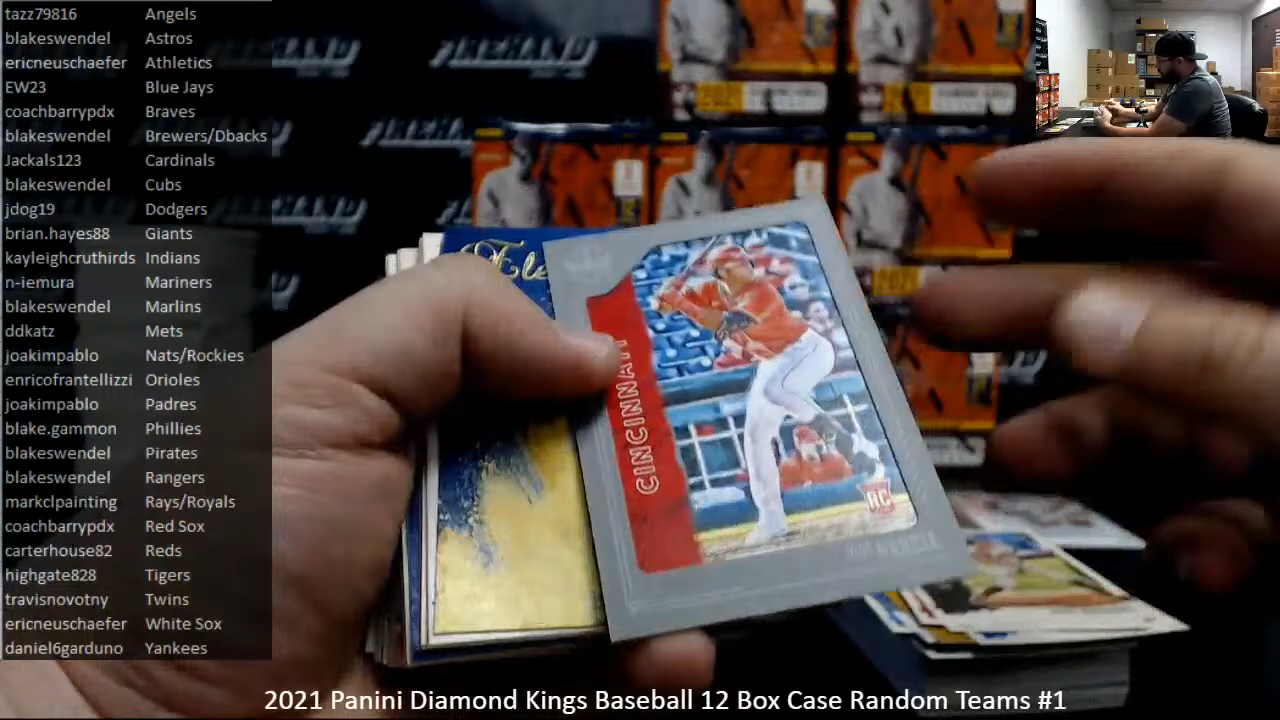 tazz79816 Angels
blakeswendel Astros
ericneuschaefer Athletics
EW23 Blue Jays
coachbarrypdx Braves
blakeswendel Brewers/Dbacks
Jackals123 Cardinals
blakeswendel Cubs
jdog19 Dodgers
brian.hayes88 Giants
kayleighcruthirds Indians
n-iemura Mariners
blakeswendel Marlins
ddkatz Mets
joakimpablo Nats/Rockies
enricofrantellizzi Orioles
joakimpablo Padres
blake.gammon Phillies
blakeswendel Pirates
blakeswendel Rangers
markclpainting Rays/Royals
coachbarrypdx Red Sox
carterhouse82 Reds
highgate828 Tigers
travisnovotny Twins
ericneuschaefer White Sox
daniel6garduno Yankees
CINCINNATI
RC
2021
2021 Panini Diamond Kings Baseball 12 Box Case Random Teams #1